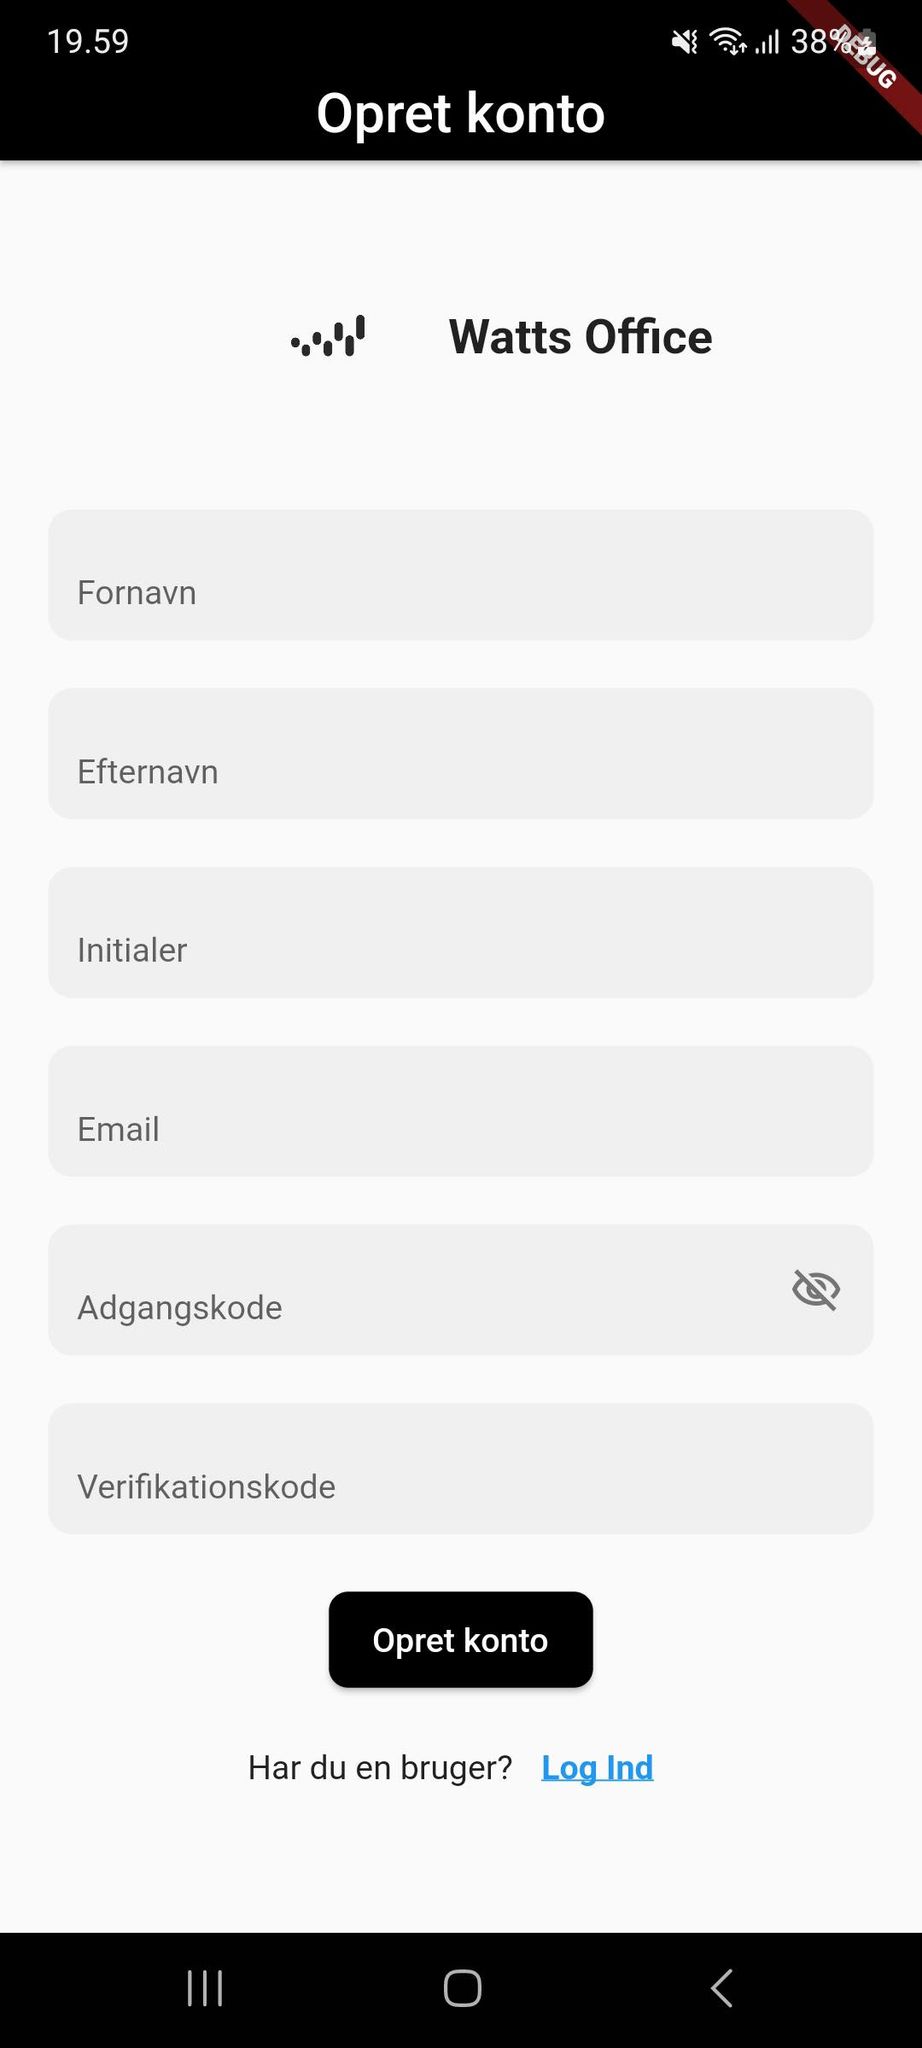 19.59
38%
DEBUG
Opret konto
Watts Office
Fornavn
Efternavn
Initialer
Email
Adgangskode
Verifikationskode
Opret konto
Har du en bruger? Log Ind